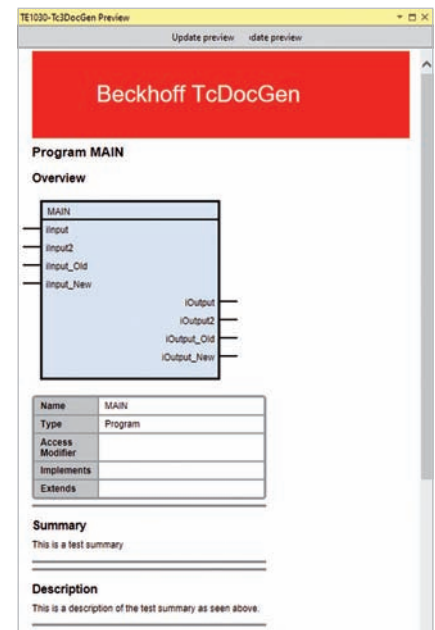 TE1030-Tc3DocGen Preview
Update preview date preview
Beckhoff TcDocGen
Program MAIN
Overview
MAIN
iInput
iInput2
iInput_Old
iInput_New
iOutput
iOutput2
iOutput_Old
iOutput_New
Name MAIN
Type Program
Access
Modifier
Implements
Extends
Summary
This is a test summary
Description
This is a description of the test summary as seen above.